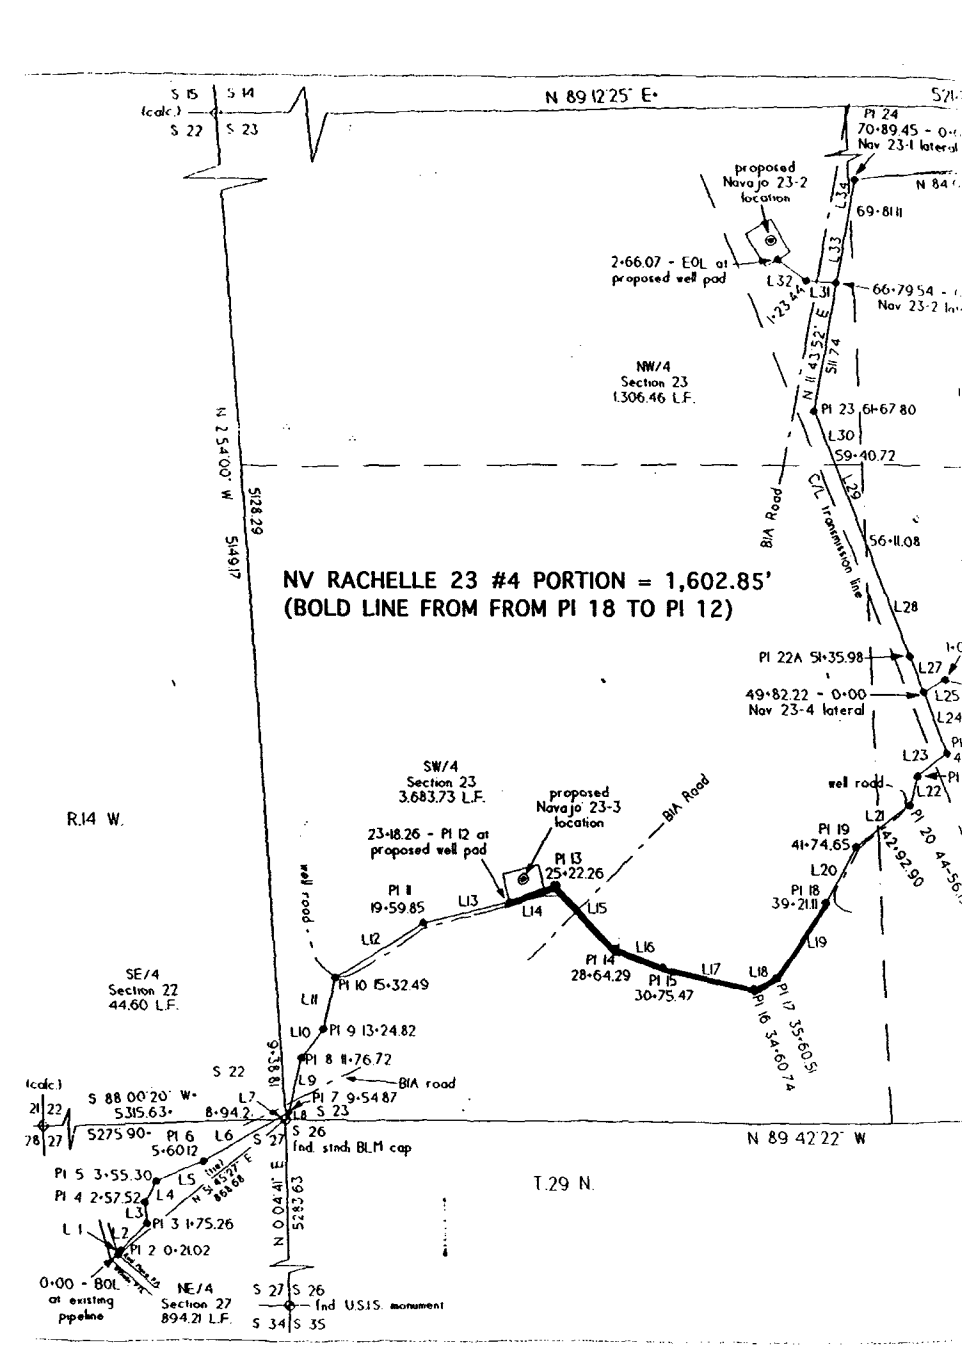 S 15 S 14
(calc.)
S 22 S 23
N 89 12'25" E
PI 24
70+89.45 -
Nav 23-1 lateral
N 84
69+81.11
L34
L33
proposed
Navajo 23-2
location
2+66.07 - EOL at
proposed well pad
L32
1+23.44
L31
66+79.54 -
Nav 23-2
N 11 43'52" E
511.74
NW/4
Section 23
1.306.46 L.F.
PI 23 61+67.80
L30
59+40.72
L29
BIA Road
C/L transmission line
56+11.08
N 2 54'00" W
5128.29
5149.17
NV RACHELLE 23 #4 PORTION = 1,602.85'
(BOLD LINE FROM FROM PI 18 TO PI 12)
L28
PI 22A 51+35.98
L27
49+82.22 - 0+00
Nav 23-4 lateral
L25
L24
L23
PI
L22
well road
L21
PI 20 44+56
42+92.90
R.14 W.
SW/4
Section 23
3.683.73 L.F.
proposed
Navajo 23-3
location
23+18.26 - PI 12 at
proposed well pad
BIA Road
PI 13
25+22.26
PI 19
41+74.65
L20
PI 18
39+21.11
PI 11
19+59.85
L13
L14
L15
L12
well road
L16
PI 14
28+64.29
PI 15
30+75.47
L17
L18
L19
PI 16 34+60.74
PI 17 35+60.51
SE/4
Section 22
44.60 L.F.
PI 10 15+32.49
L11
L10
PI 9 13+24.82
PI 8 11+76.72
L9
BIA road
9+38.81
S 22
L7
PI 7 9+54.87
L8
S 23
(calc.)
21 22
28 27
S 88 00'20" W
5315.63
5275.90
8+94.2
L6
S 27 S 26
fnd. stndr BLM cap
N 89 42'22" W
PI 6
5+60.12
PI 5 3+55.30
L5
(tie)
N 51 45'27" E
868.68
PI 4 2+57.52
L4
L3
PI 3 1+75.26
L 1
L2
PI 2 0+21.02
0+00 - BOL
at existing
pipeline
N 0 04'41" E
5283.63
T.29 N.
NE/4
Section 27
894.21 L.F.
S 27 S 26
fnd U.S.I.S. monument
S 34 S 35